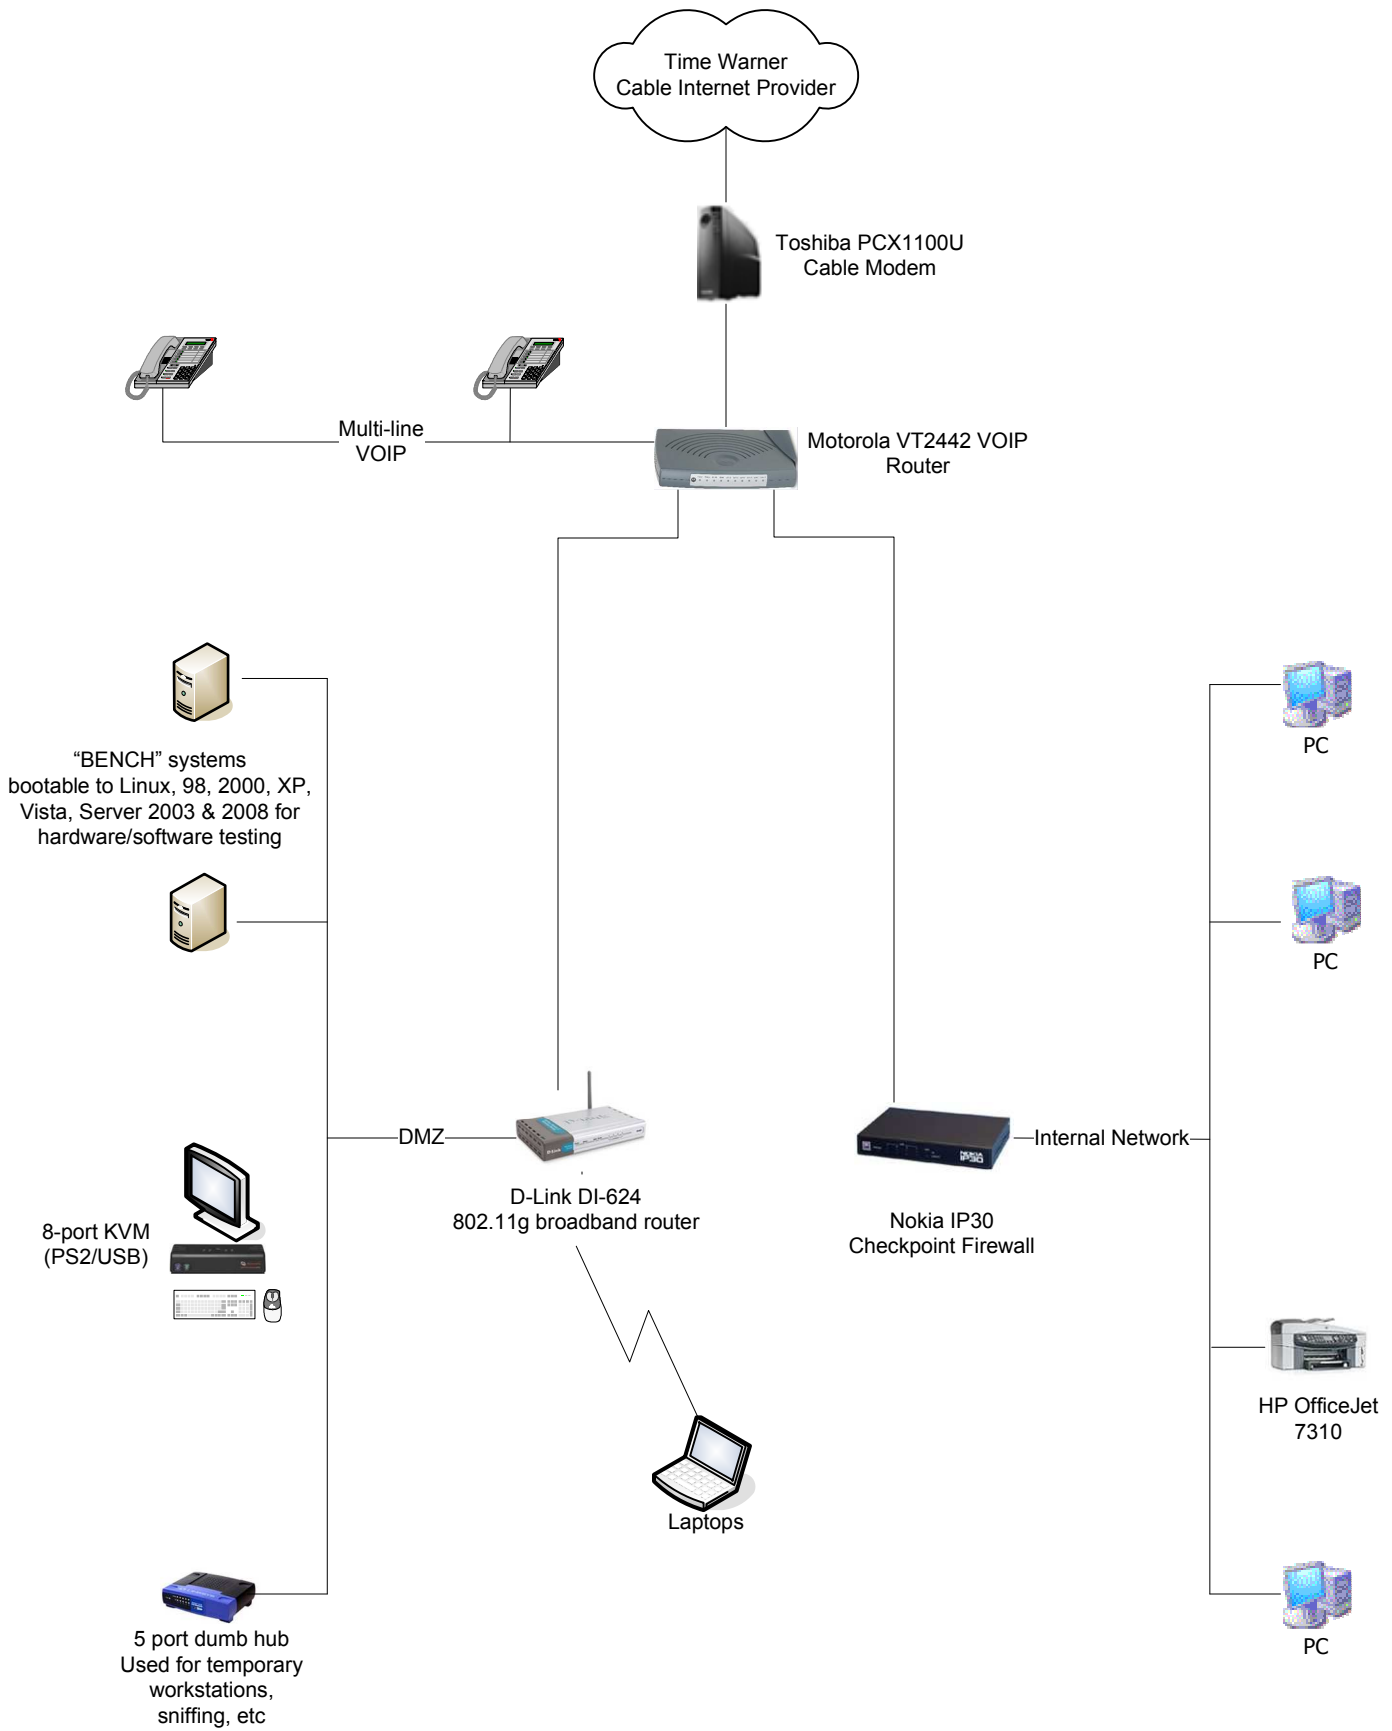 Time Warner
Cable Internet Provider
Toshiba PCX1100U
Cable Modem
Multi-line
VOIP
Motorola VT2442 VOIP
Router
“BENCH” systems
bootable to Linux, 98, 2000, XP,
Vista, Server 2003 & 2008 for
hardware/software testing
PC
PC
DMZ
D-Link DI-624
802.11g broadband router
Internal Network
NOKIA
IP30
Nokia IP30
Checkpoint Firewall
8-port KVM
(PS2/USB)
HP OfficeJet
7310
Laptops
5 port dumb hub
Used for temporary
workstations,
sniffing, etc
PC